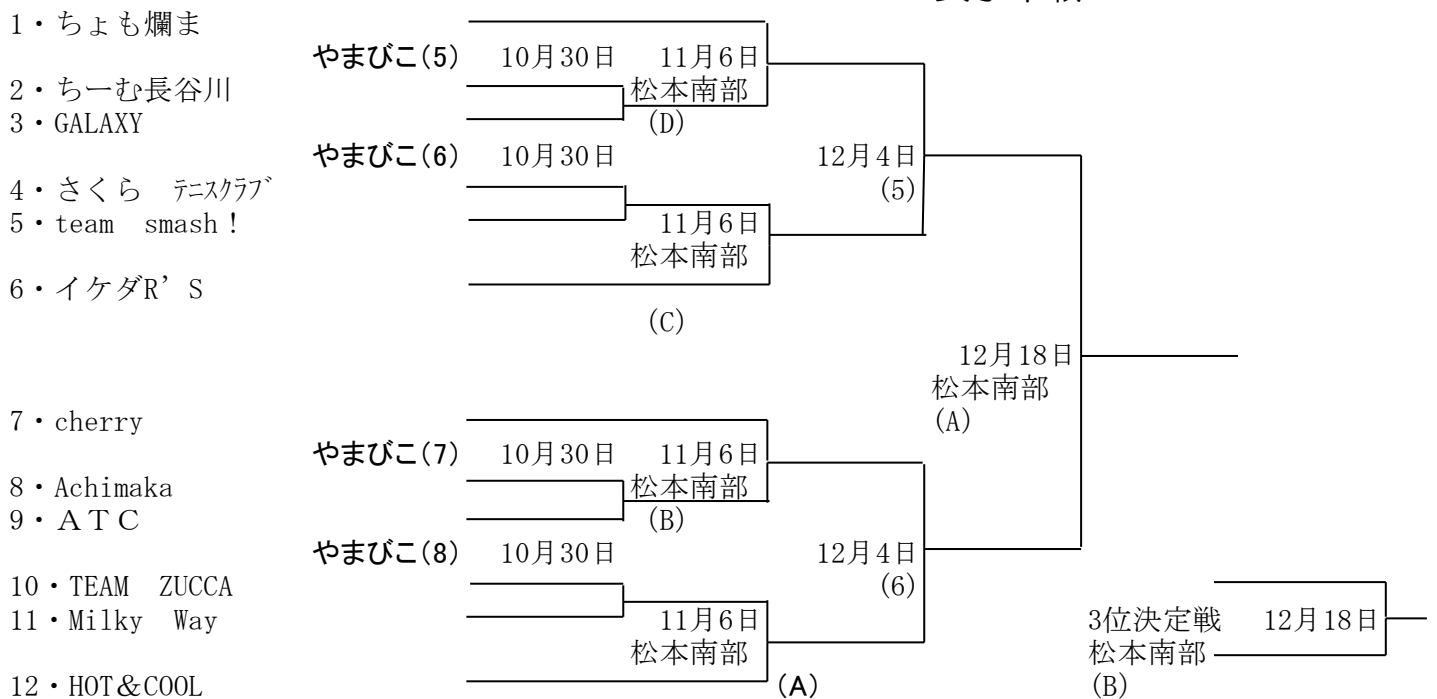 1・ちょも爛ま
やまびこ(5) 10月30日 11月6日
2・ちーむ長谷川 松本南部
3・GALAXY (D)
やまびこ(6) 10月30日 12月4日
4・さくら テニスクラブ (5)
5・team smash! 11月6日
松本南部
6・イケダR’S
(C)
12月18日
松本南部
7・cherry (A)
やまびこ(7) 10月30日 11月6日
8・Achimaka 松本南部
9・ATC (B)
やまびこ(8) 10月30日 12月4日
10・TEAM ZUCCA (6)
11・Milky Way 11月6日 3位決定戦 12月18日
松本南部 松本南部
12・HOT&COOL (A) (B)